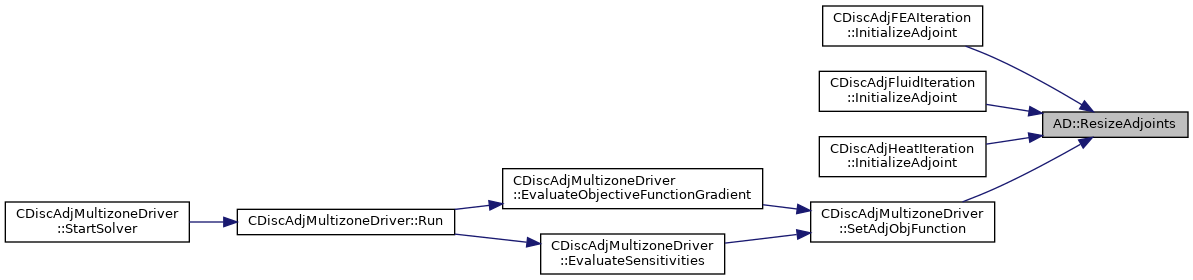 CDiscAdjFEAIteration
::InitializeAdjoint
CDiscAdjFluidIteration
::InitializeAdjoint
AD::ResizeAdjoints
CDiscAdjHeatIteration
::InitializeAdjoint
CDiscAdjMultizoneDriver
::EvaluateObjectiveFunctionGradient
CDiscAdjMultizoneDriver
::StartSolver
CDiscAdjMultizoneDriver::Run
CDiscAdjMultizoneDriver
::SetAdjObjFunction
CDiscAdjMultizoneDriver
::EvaluateSensitivities